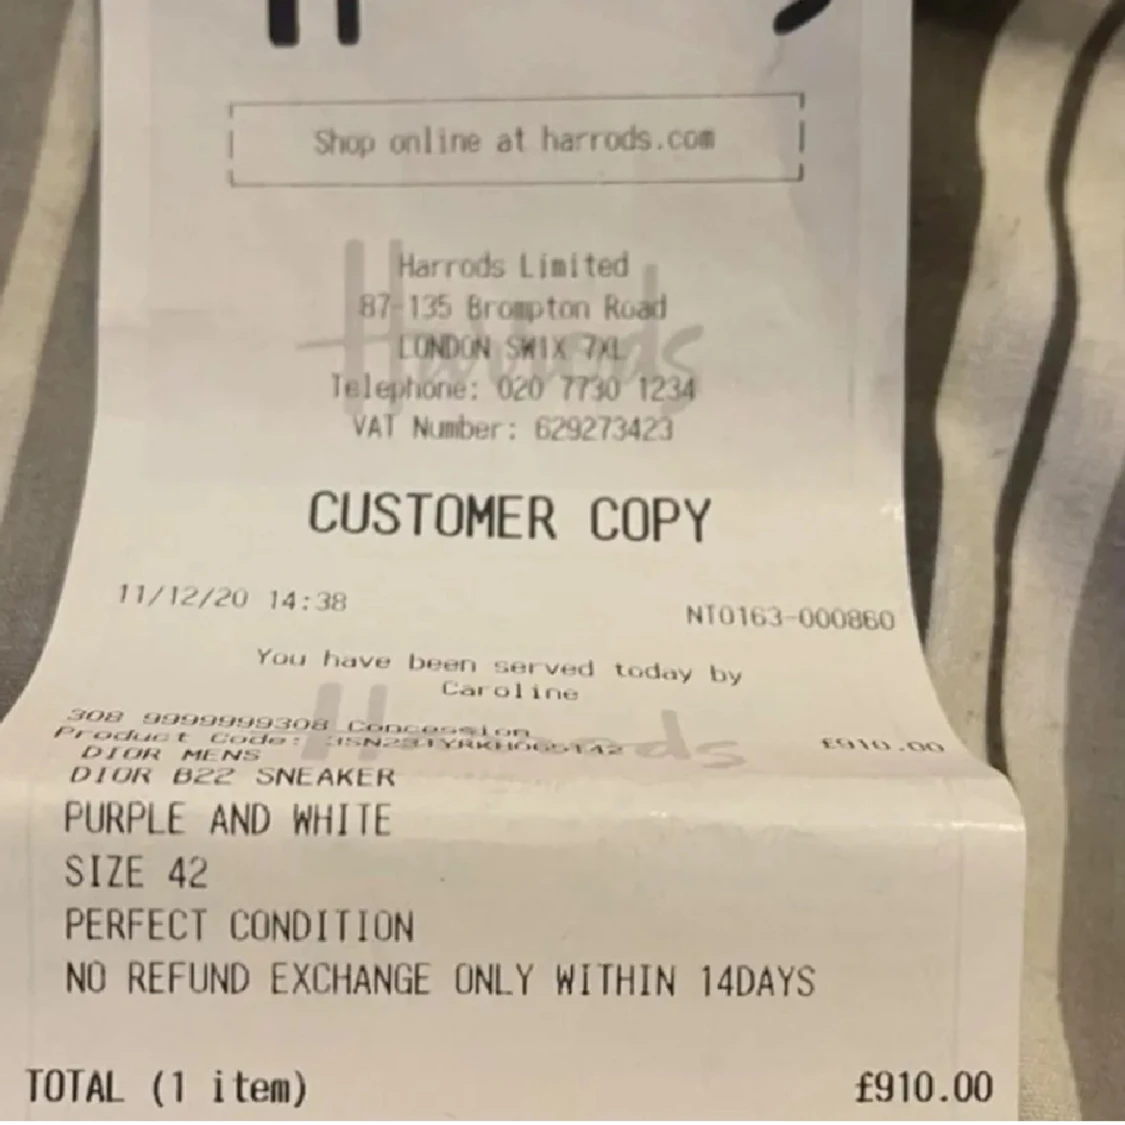 Shop online at harrods.com
Harrods Limited
87-135 Brompton Road
LONDON SW1X 7XL
Telephone: 020 7730 1234
VAT Number: 629273423
CUSTOMER COPY
11/12/20 14:38
NT0163-000860
You have been served today by
Caroline
308 9999999308 Concession
Product Code: £910.00
DIOR MENS
DIOR B22 SNEAKER
PURPLE AND WHITE
SIZE 42
PERFECT CONDITION
NO REFUND EXCHANGE ONLY WITHIN 14DAYS
TOTAL (1 item) £910.00